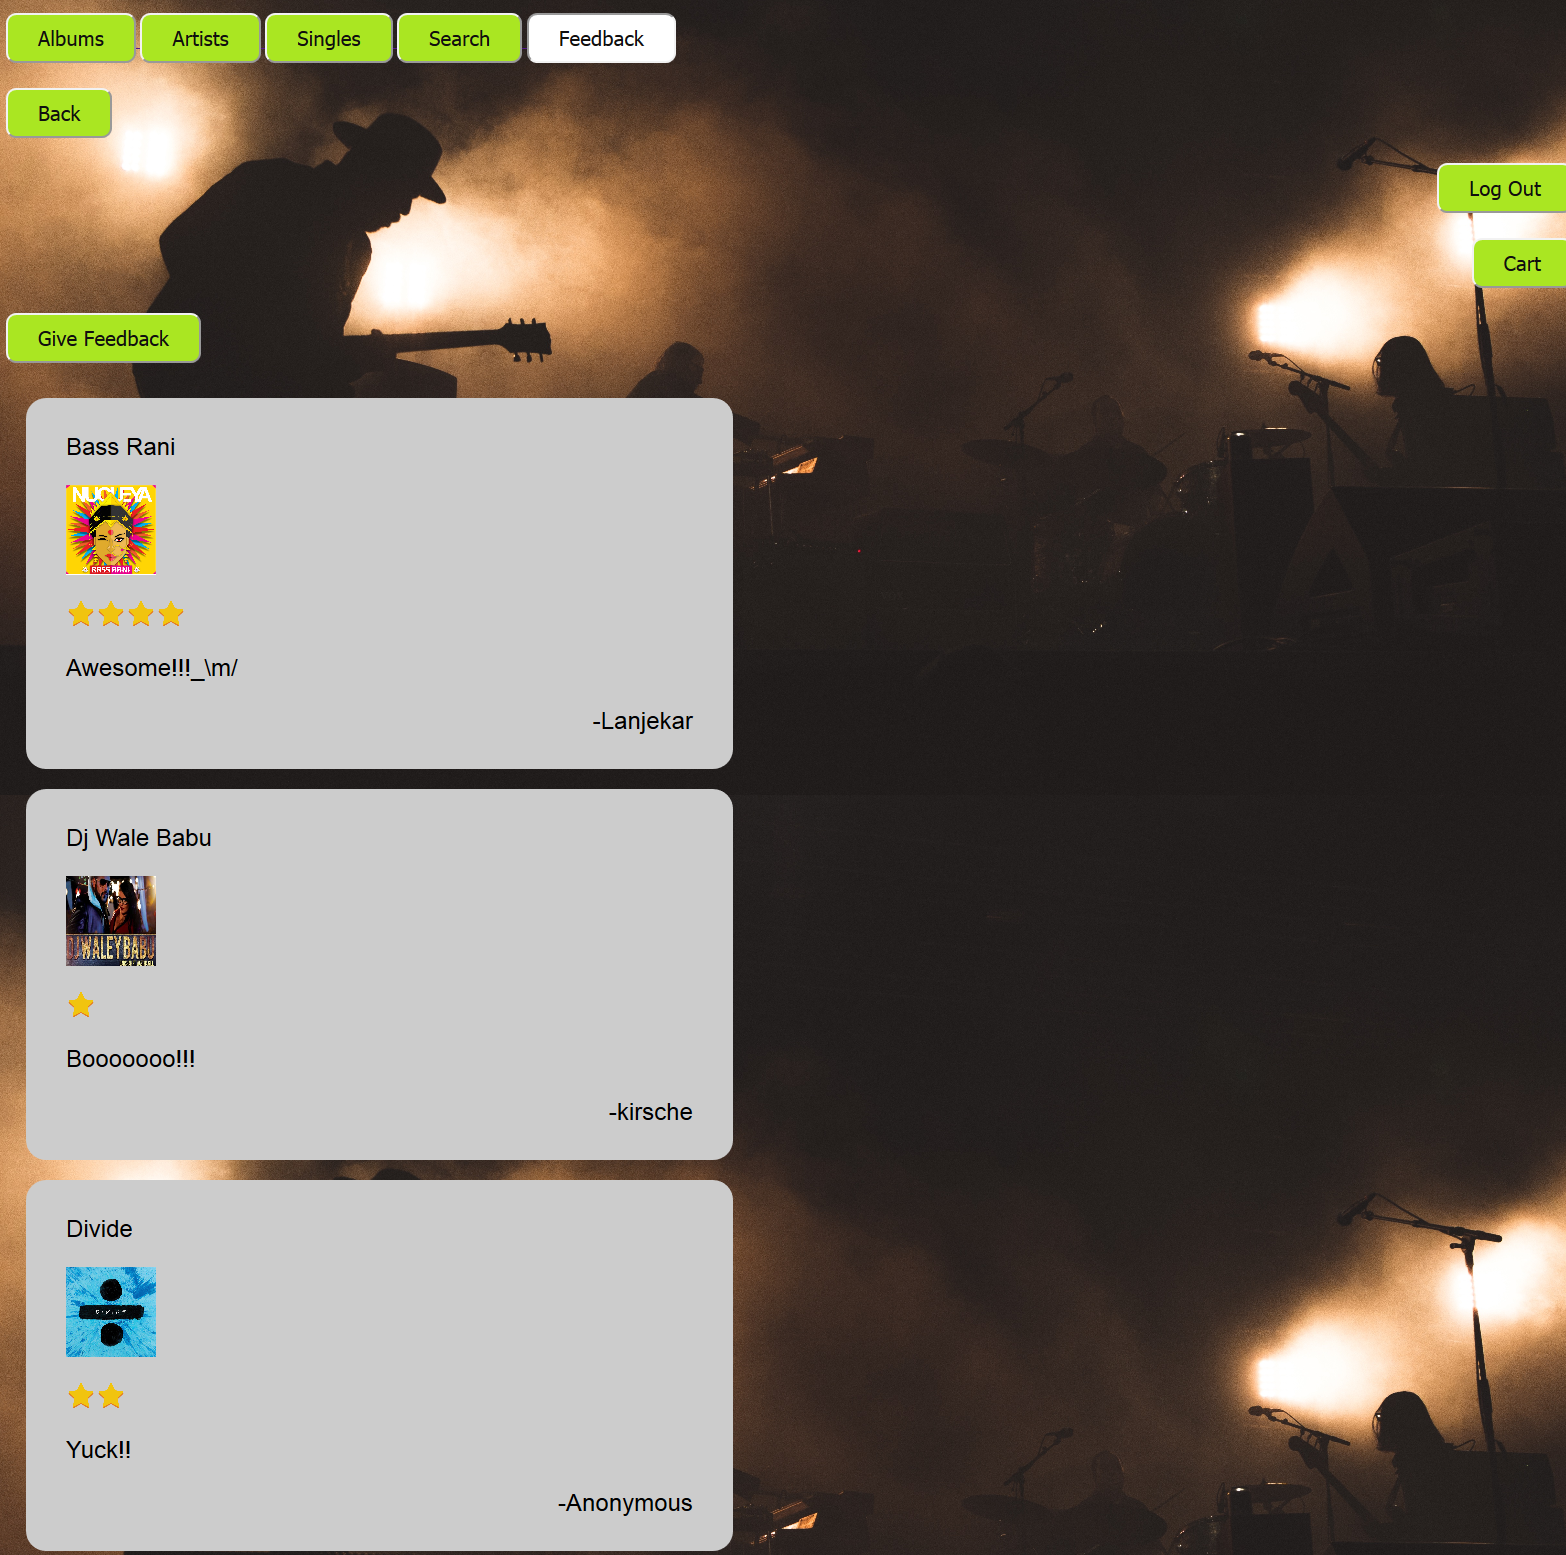 Albums Artists Singles Search Feedback
Back
Log Out
Cart
Give Feedback
Bass Rani
NUCLEYA
BASS RANI
Awesome!!!_\m/
-Lanjekar
Dj Wale Babu
DJ WALEY BABU
Booooooo!!!
-kirsche
Divide
Yuck!!
-Anonymous